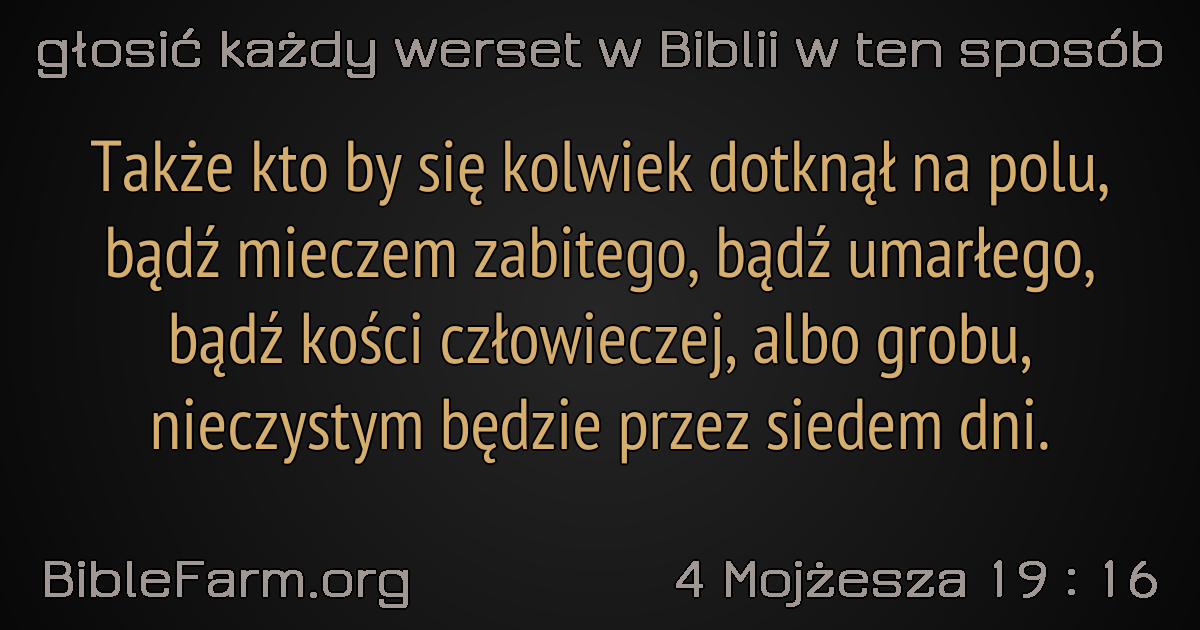 głosić każdy werset w Biblii w ten sposób
Także kto by się kolwiek dotknął na polu,
bądź mieczem zabitego, bądź umarłego,
bądź kości człowieczej, albo grobu,
nieczystym będzie przez siedem dni.
BibleFarm.org
4 Mojżesza 19 : 16